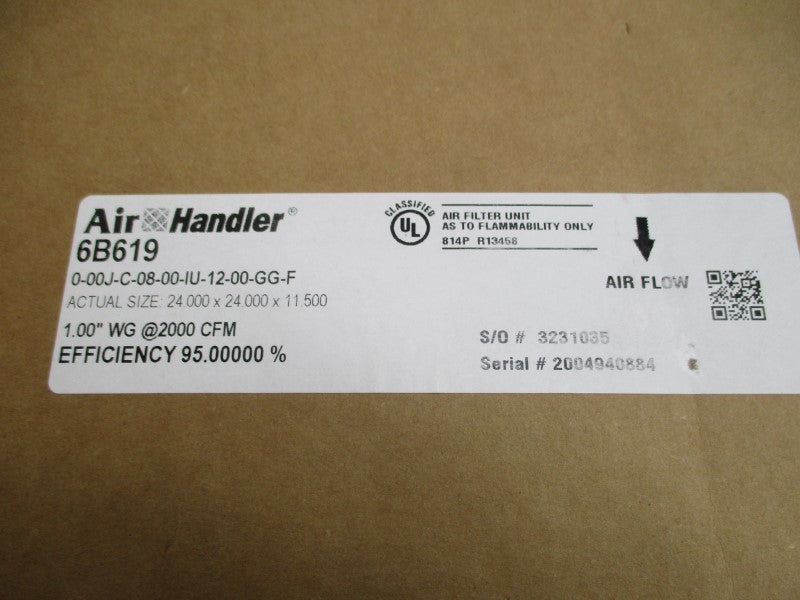 Air Handler®
6B619
0-00J-C-08-00-IU-12-00-GG-F
ACTUAL SIZE: 24.000 x 24.000 x 11.500
1.00" WG @2000 CFM
EFFICIENCY 95.00000 %
CLASSIFIED
UL
AIR FILTER UNIT
AS TO FLAMMABILITY ONLY
814P R13458
AIR FLOW
S/O # 3231035
Serial # 2004940884